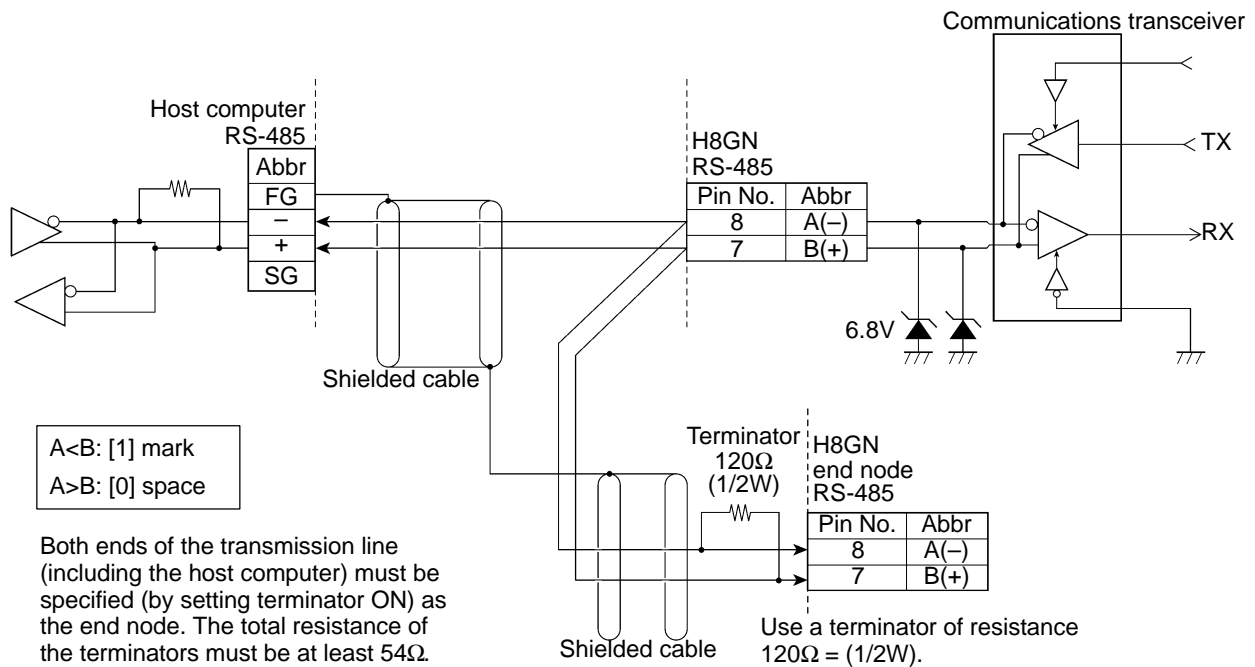 Communications transceiver
Host computer
RS-485
Abbr
FG
–
+
SG
H8GN
RS-485
Pin No. Abbr
8 A(–)
7 B(+)
TX
RX
6.8V
Shielded cable
A<B: [1] mark
A>B: [0] space
Terminator
120Ω
(1/2W)
H8GN
end node
RS-485
Pin No. Abbr
8 A(–)
7 B(+)
Both ends of the transmission line
(including the host computer) must be
specified (by setting terminator ON) as
the end node. The total resistance of
the terminators must be at least 54Ω.
Shielded cable
Use a terminator of resistance
120Ω = (1/2W).